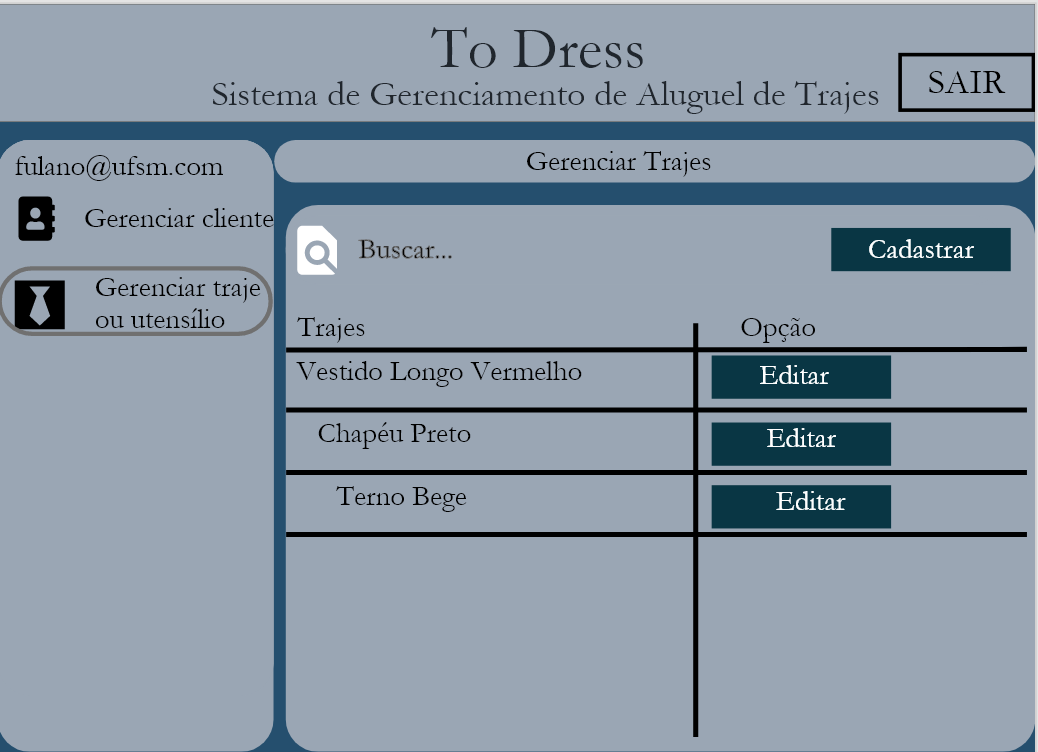 To Dress
Sistema de Gerenciamento de Aluguel de Trajes
SAIR
fulano@ufsm.com
Gerenciar cliente
Gerenciar traje
ou utensílio
Gerenciar Trajes
Buscar...
Cadastrar
Trajes
Opção
Vestido Longo Vermelho
Editar
Chapéu Preto
Editar
Terno Bege
Editar